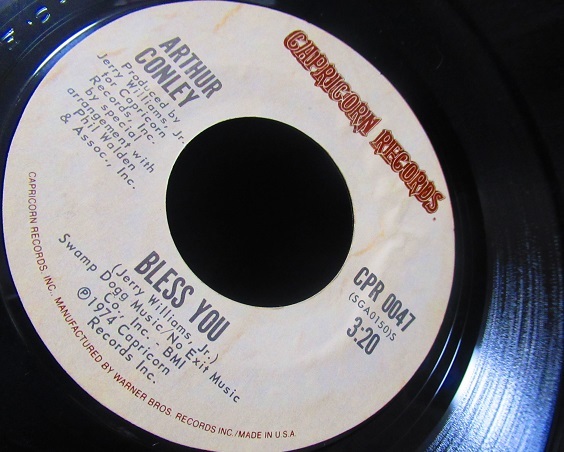 CAPRICORN RECORDS
ARTHUR
CONLEY
Produced by
Jerry Williams, Jr.
for Capricorn
Records, Inc.
by special
arrangement with
Phil Walden
& Assoc., Inc.
CPR 0047
(SGA0150)S
3:20
BLESS YOU
(Jerry Williams, Jr.)
Swamp Dogg Music/No Exit Music
Co., Inc. - BMI
℗1974 Capricorn
Records Inc.
CAPRICORN RECORDS, INC., MANUFACTURED BY WARNER BROS. RECORDS INC./MADE IN U.S.A.